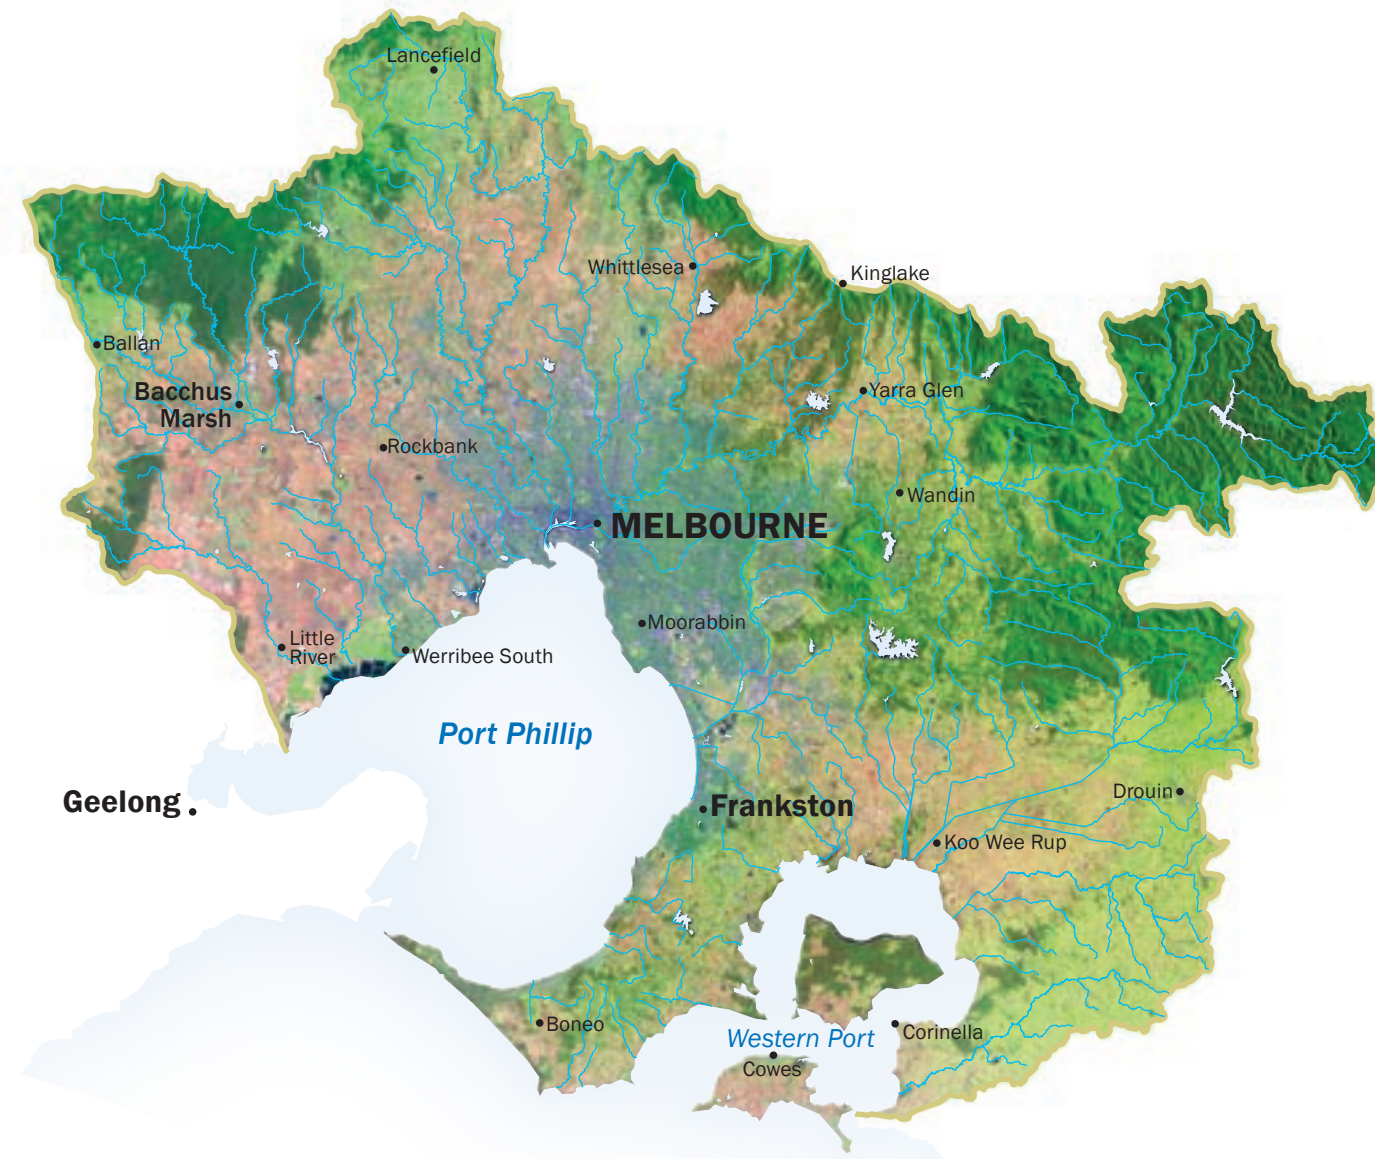 Lancefield
Whittlesea
Kinglake
Ballan
Bacchus
Marsh
Yarra Glen
Rockbank
Wandin
MELBOURNE
Moorabbin
Little
River
Werribee South
Port Phillip
Geelong
Frankston
Drouin
Koo Wee Rup
Boneo
Western Port
Corinella
Cowes